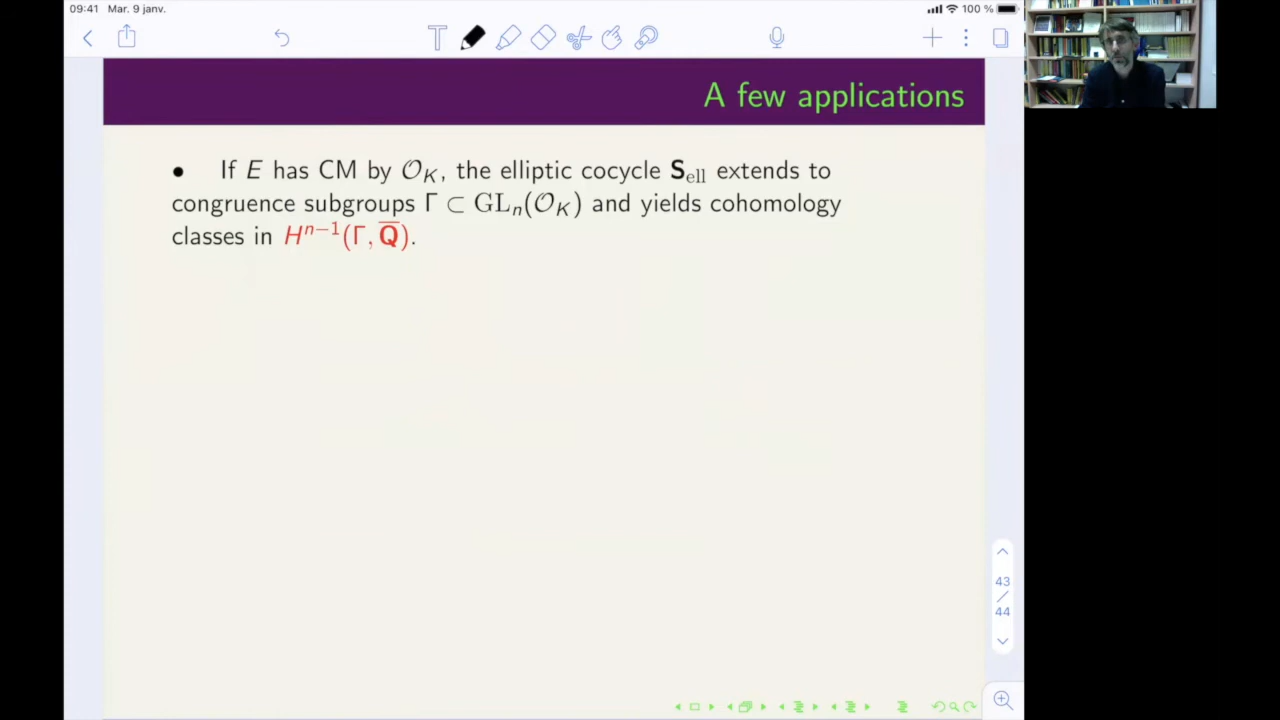 09:41 Mar. 9 janv.
100 %
A few applications
• If E has CM by 𝒪_K, the elliptic cocycle S_ell extends to
congruence subgroups Γ ⊂ GL_n(𝒪_K) and yields cohomology
classes in H^{n−1}(Γ, Q̅).
43
/
44